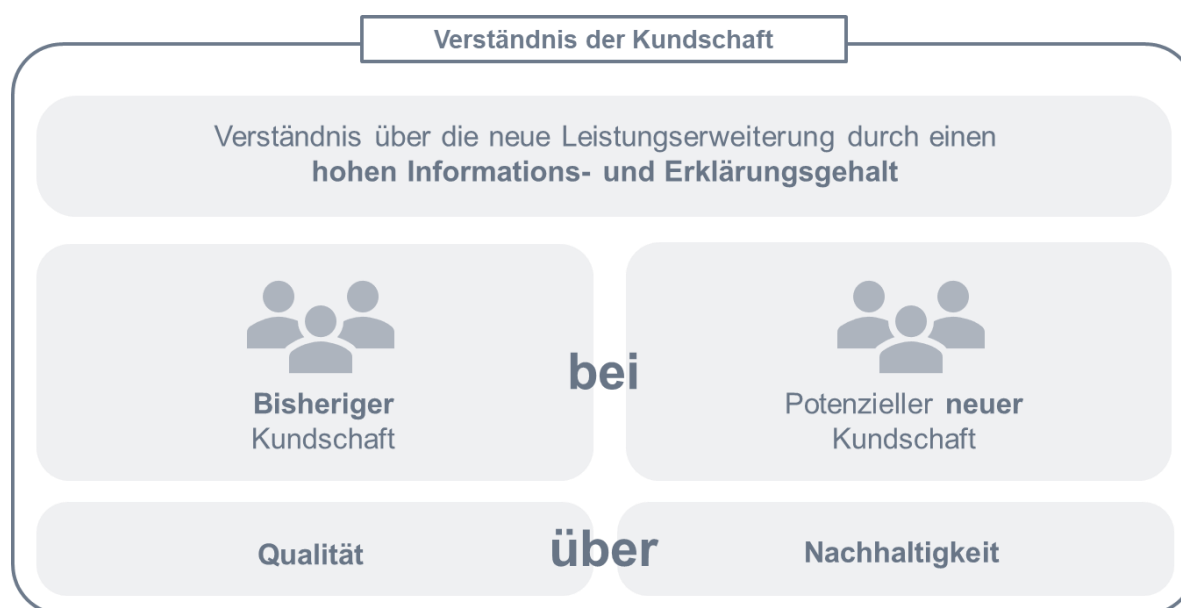 Verständnis der Kundschaft
Verständnis über die neue Leistungserweiterung durch einen
hohen Informations- und Erklärungsgehalt
bei
Bisheriger
Kundschaft
Potenzieller neuer
Kundschaft
über
Qualität
Nachhaltigkeit